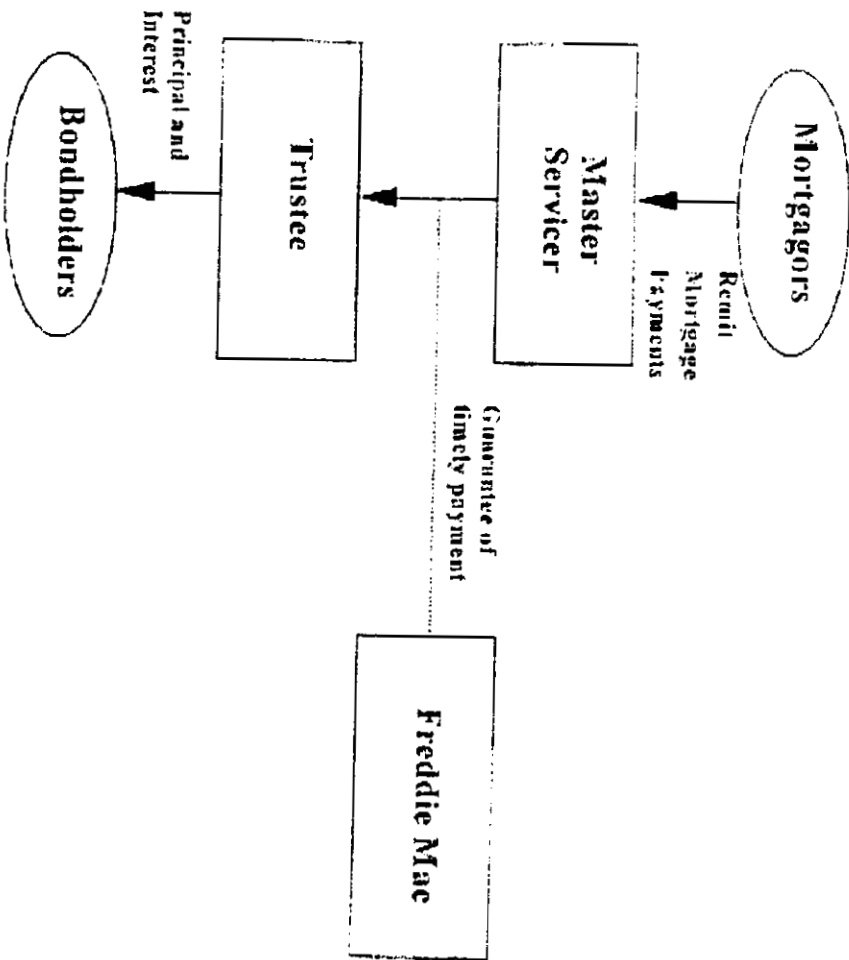 Mortgagors
Remit
Mortgage
Payments
Master
Servicer
Guarantee of
timely payment
Freddie Mac
Trustee
Principal and
Interest
Bondholders